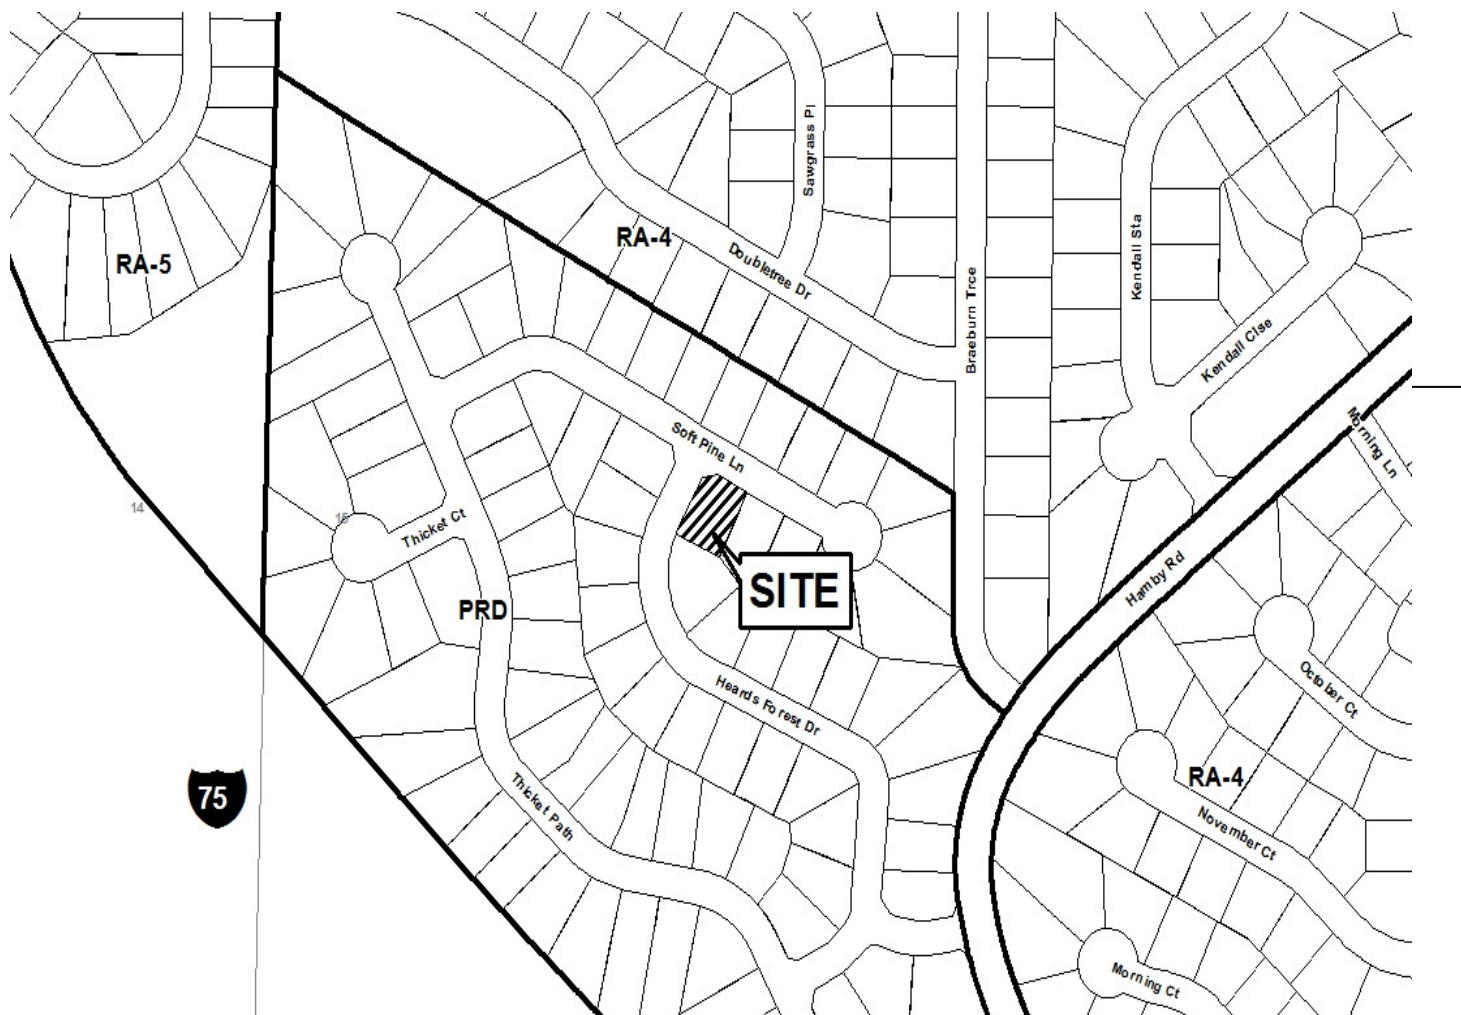 Sawgrass Pl
RA-4
RA-5
Doubletree Dr
Kendall Sta
Braeburn Trce
Kendall Clse
Morning Ln
Soft Pine Ln
14
15
Thicket Ct
Hamby Rd
SITE
PRD
October Ct
Heards Forest Dr
75
RA-4
Thicket Path
November Ct
Morning Ct